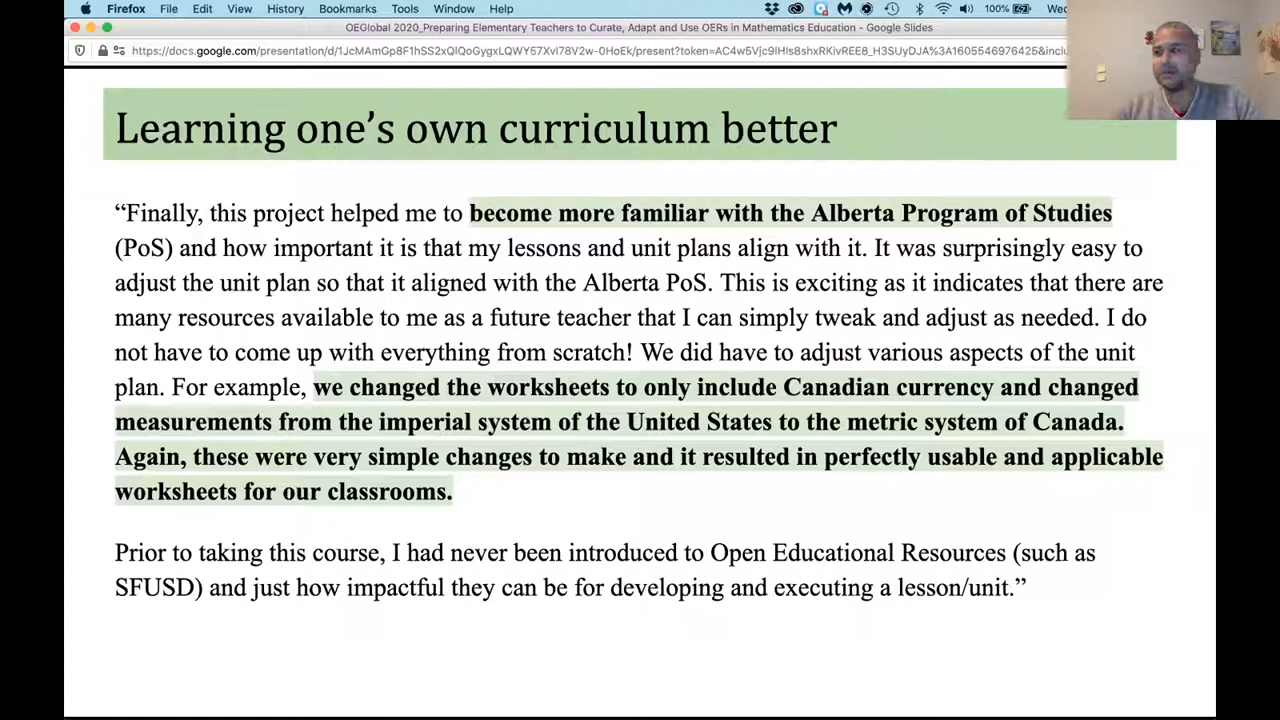 Firefox File Edit View History Bookmarks Tools Window Help 100% Wed
OEGlobal 2020_Preparing Elementary Teachers to Curate, Adapt and Use OERs in Mathematics Education - Google Slides
Learning one's own curriculum better
“Finally, this project helped me to become more familiar with the Alberta Program of Studies
(PoS) and how important it is that my lessons and unit plans align with it. It was surprisingly easy to
adjust the unit plan so that it aligned with the Alberta PoS. This is exciting as it indicates that there are
many resources available to me as a future teacher that I can simply tweak and adjust as needed. I do
not have to come up with everything from scratch! We did have to adjust various aspects of the unit
plan. For example, we changed the worksheets to only include Canadian currency and changed
measurements from the imperial system of the United States to the metric system of Canada.
Again, these were very simple changes to make and it resulted in perfectly usable and applicable
worksheets for our classrooms.
Prior to taking this course, I had never been introduced to Open Educational Resources (such as
SFUSD) and just how impactful they can be for developing and executing a lesson/unit.”